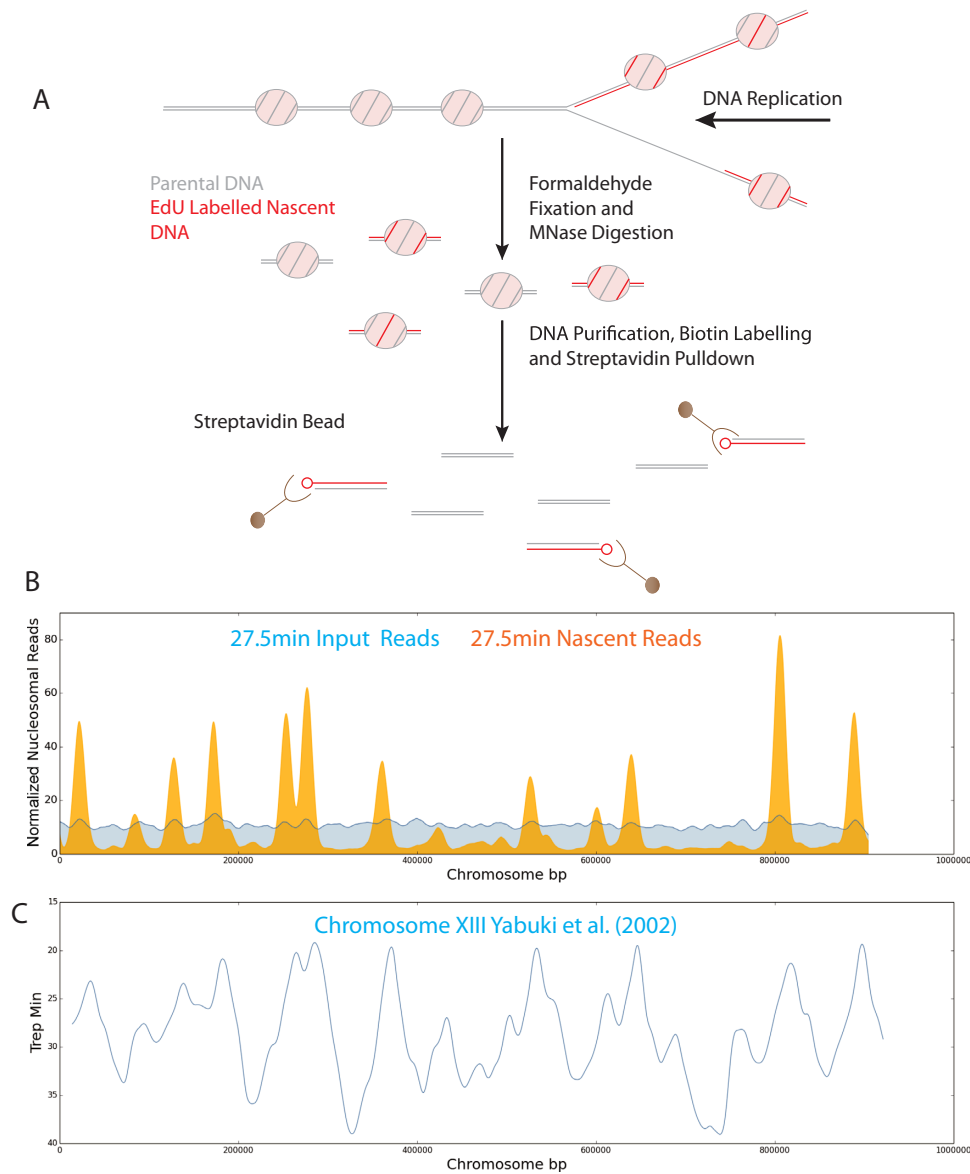 A
DNA Replication
Parental DNA
EdU Labelled Nascent
DNA
Formaldehyde
Fixation and
MNase Digestion
DNA Purification, Biotin Labelling
and Streptavidin Pulldown
Streptavidin Bead
B
27.5min Input Reads
27.5min Nascent Reads
Normalized Nucleosomal Reads
80
60
40
20
0
0
200000
400000
600000
800000
1000000
Chromosome bp
C
Chromosome XIII Yabuki et al. (2002)
Trep Min
15
20
25
30
35
40
0
200000
400000
600000
800000
1000000
Chromosome bp